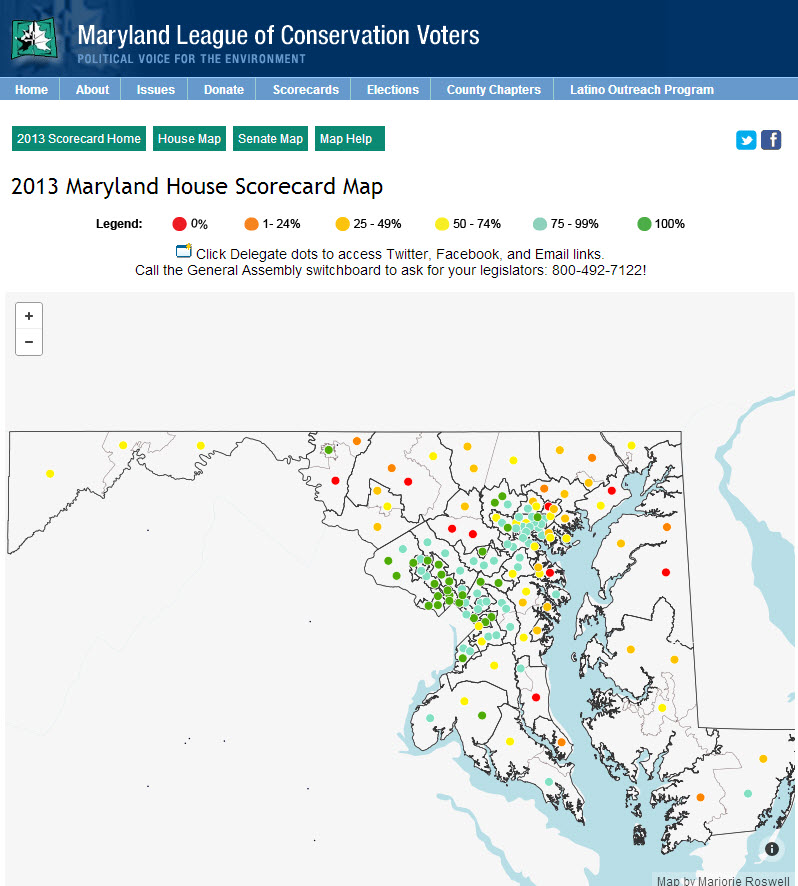 Maryland League of Conservation Voters
POLITICAL VOICE FOR THE ENVIRONMENT
Home About Issues Donate Scorecards Elections County Chapters Latino Outreach Program
2013 Scorecard Home House Map Senate Map Map Help
2013 Maryland House Scorecard Map
Legend: 0% 1- 24% 25 - 49% 50 - 74% 75 - 99% 100%
Click Delegate dots to access Twitter, Facebook, and Email links.
Call the General Assembly switchboard to ask for your legislators: 800-492-7122!
+
−
i
Map by Marjorie Roswell